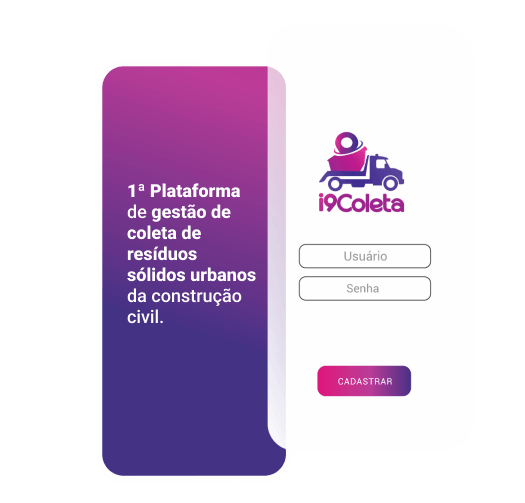 1ª Plataforma
de gestão de
coleta de
resíduos
sólidos urbanos
da construção
civil.
i9Coleta
Usuário
Senha
CADASTRAR